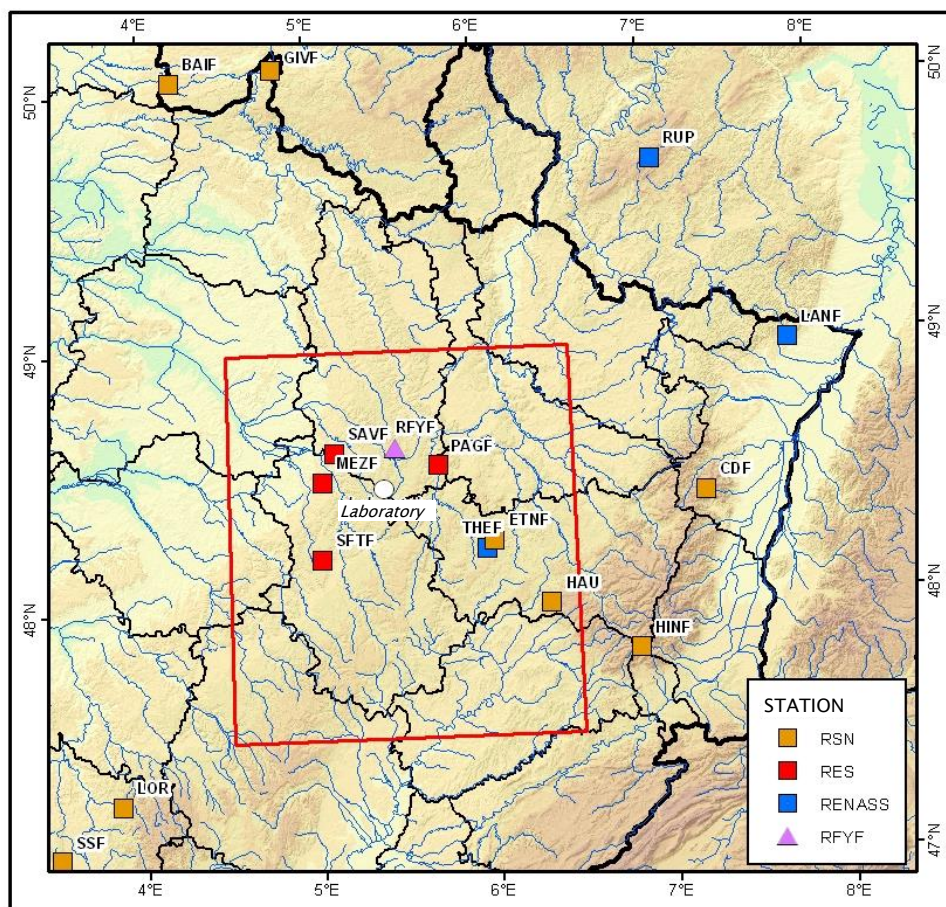 4°E
5°E
6°E
7°E
8°E
50°N
50°N
BAIF
GIVF
RUP
LANF
49°N
49°N
SAVF
RFYF
MEZF
PAGF
CDF
Laboratory
THEF
ETNF
SFTF
HAU
48°N
48°N
HINF
STATION
RSN
RES
RENASS
RFYF
LOR
SSF
47°N
4°E
5°E
6°E
7°E
8°E